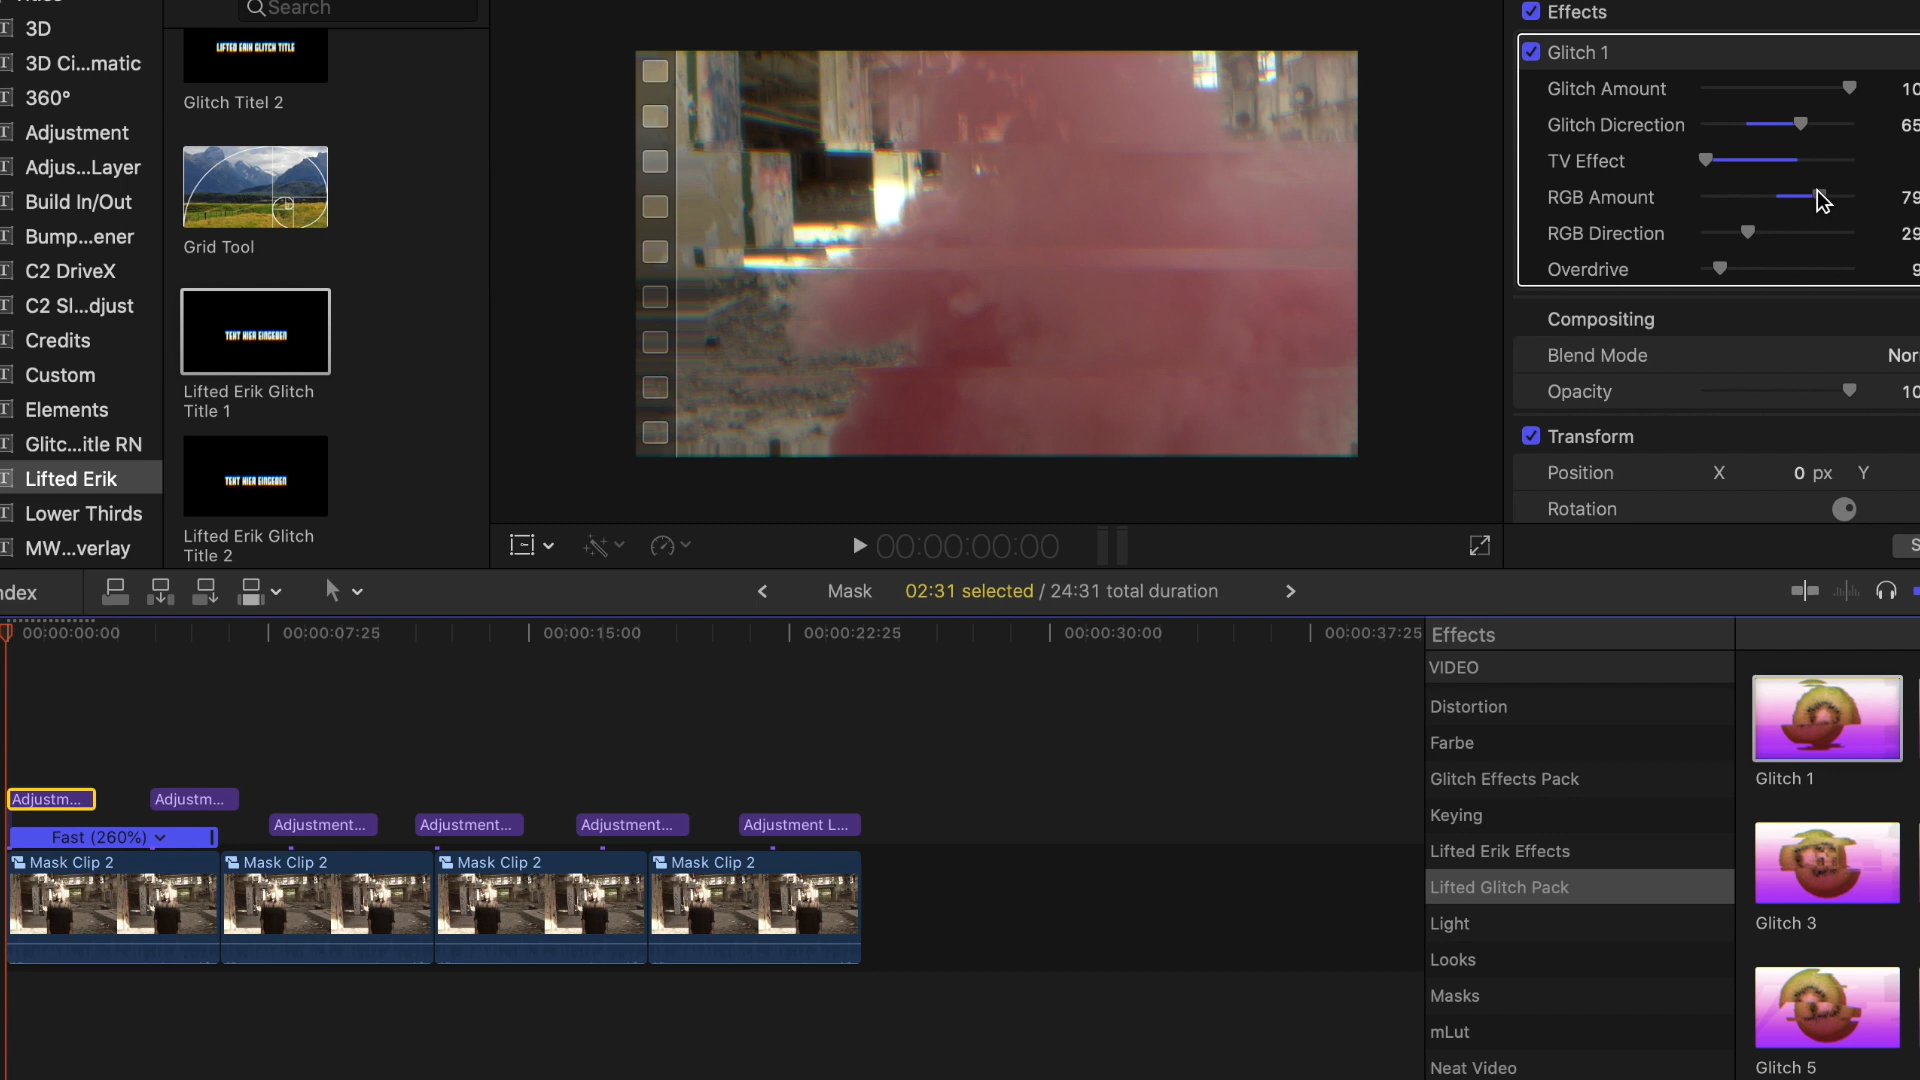 3D
3D Ci...matic
360°
Adjustment
Adjus...Layer
Build In/Out
Bump...ener
C2 DriveX
C2 Sl...djust
Credits
Custom
Elements
Glitc...itle RN
Lifted Erik
Lower Thirds
MW...verlay
Search
LIFTED ERIK GLITCH TITLE
Glitch Titel 2
Grid Tool
TEXT HIER EINGEBEN
Lifted Erik Glitch
Title 1
TEXT HIER EINGEBEN
Lifted Erik Glitch
Title 2
Effects
Glitch 1
Glitch Amount 10
Glitch Dicrection 65
TV Effect
RGB Amount 79
RGB Direction 29
Overdrive 9
Compositing
Blend Mode Nor
Opacity 10
Transform
Position X 0 px Y
Rotation
00:00:00:00
ndex
Mask 02:31 selected / 24:31 total duration
00:00:00:00 00:00:07:25 00:00:15:00 00:00:22:25 00:00:30:00 00:00:37:25
Adjustm... Adjustm...
Adjustment... Adjustment... Adjustment... Adjustment L...
Fast (260%)
Mask Clip 2 Mask Clip 2 Mask Clip 2 Mask Clip 2
Effects
VIDEO
Distortion
Farbe
Glitch Effects Pack
Keying
Lifted Erik Effects
Lifted Glitch Pack
Light
Looks
Masks
mLut
Neat Video
Glitch 1
Glitch 3
Glitch 5